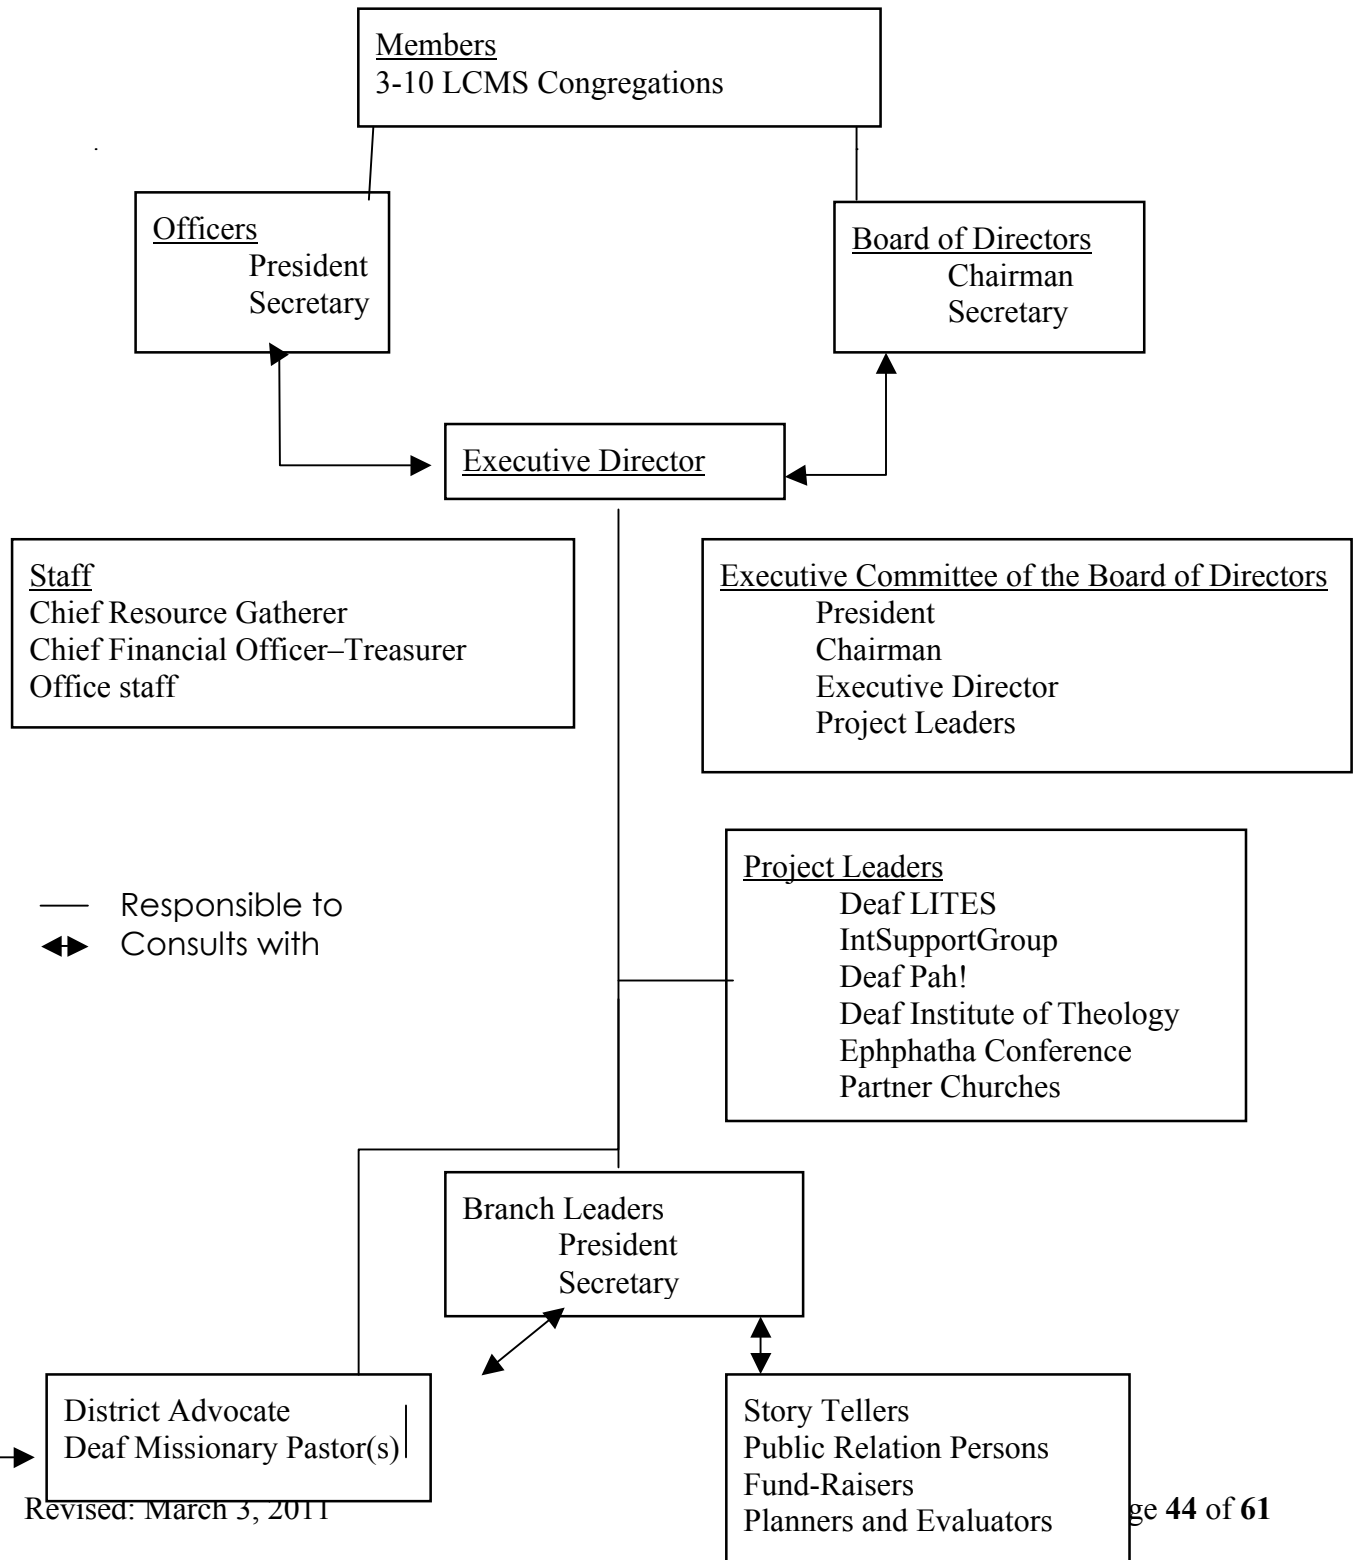 Members
3-10 LCMS Congregations
Officers
President
Secretary
Board of Directors
Chairman
Secretary
Executive Director
Staff
Chief Resource Gatherer
Chief Financial Officer–Treasurer
Office staff
Executive Committee of the Board of Directors
President
Chairman
Executive Director
Project Leaders
Project Leaders
Deaf LITES
IntSupportGroup
Deaf Pah!
Deaf Institute of Theology
Ephphatha Conference
Partner Churches
Responsible to
Consults with
Branch Leaders
President
Secretary
District Advocate
Deaf Missionary Pastor(s)
Story Tellers
Public Relation Persons
Fund-Raisers
Planners and Evaluators
Revised: March 3, 2011
ge 44 of 61